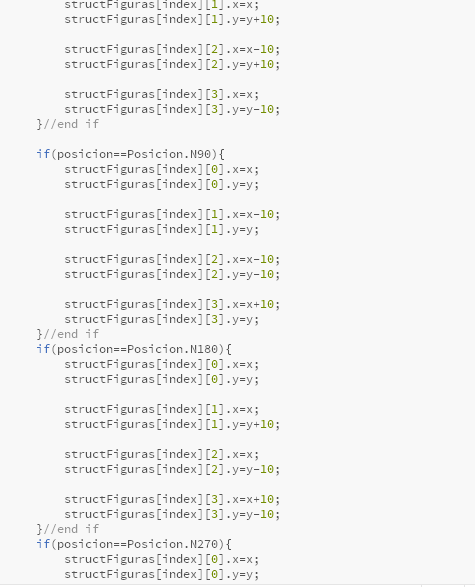 structFiguras[index][1].x=x;
structFiguras[index][1].y=y+10;

structFiguras[index][2].x=x-10;
structFiguras[index][2].y=y+10;

structFiguras[index][3].x=x;
structFiguras[index][3].y=y-10;
}//end if

if(posicion==Posicion.N90){
structFiguras[index][0].x=x;
structFiguras[index][0].y=y;

structFiguras[index][1].x=x-10;
structFiguras[index][1].y=y;

structFiguras[index][2].x=x-10;
structFiguras[index][2].y=y-10;

structFiguras[index][3].x=x+10;
structFiguras[index][3].y=y;
}//end if
if(posicion==Posicion.N180){
structFiguras[index][0].x=x;
structFiguras[index][0].y=y;

structFiguras[index][1].x=x;
structFiguras[index][1].y=y+10;

structFiguras[index][2].x=x;
structFiguras[index][2].y=y-10;

structFiguras[index][3].x=x+10;
structFiguras[index][3].y=y-10;
}//end if
if(posicion==Posicion.N270){
structFiguras[index][0].x=x;
structFiguras[index][0].y=y;